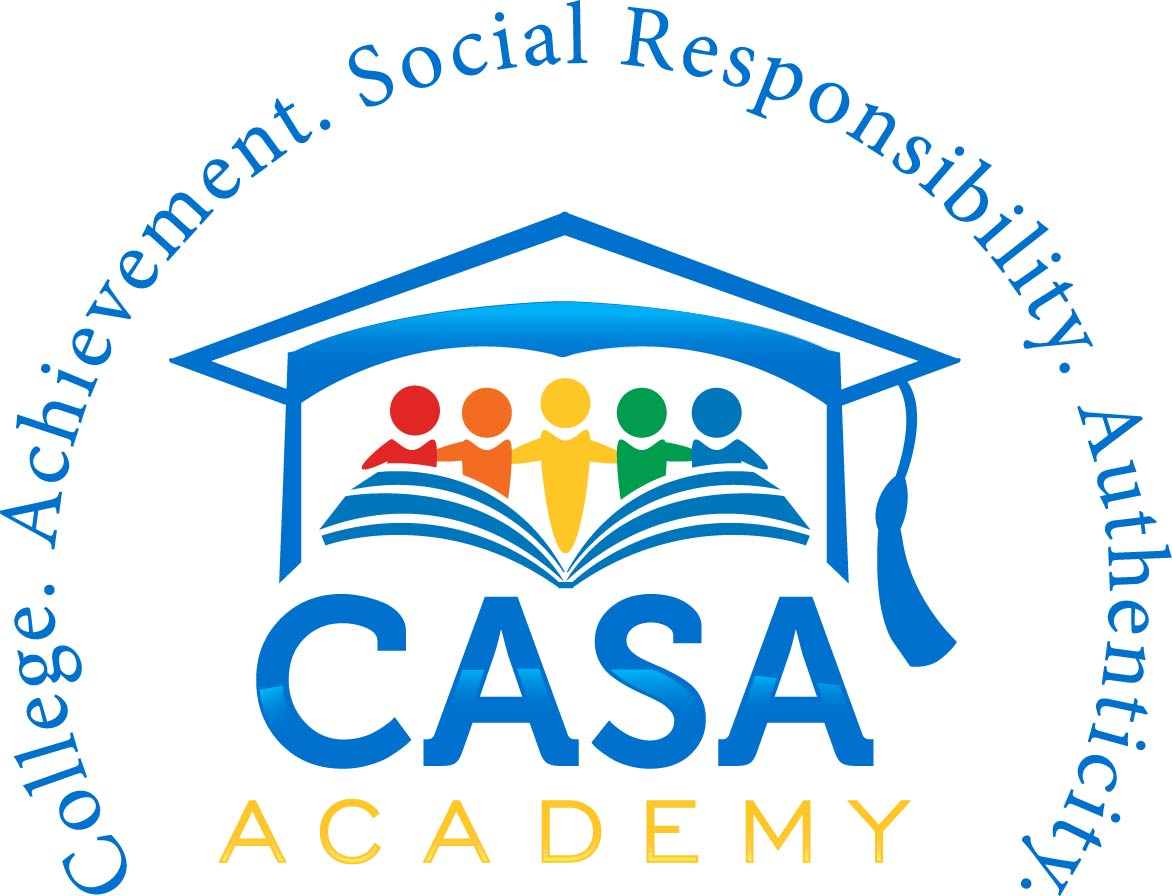 College. Achievement. Social Responsibility. Authenticity.
CASA
ACADEMY